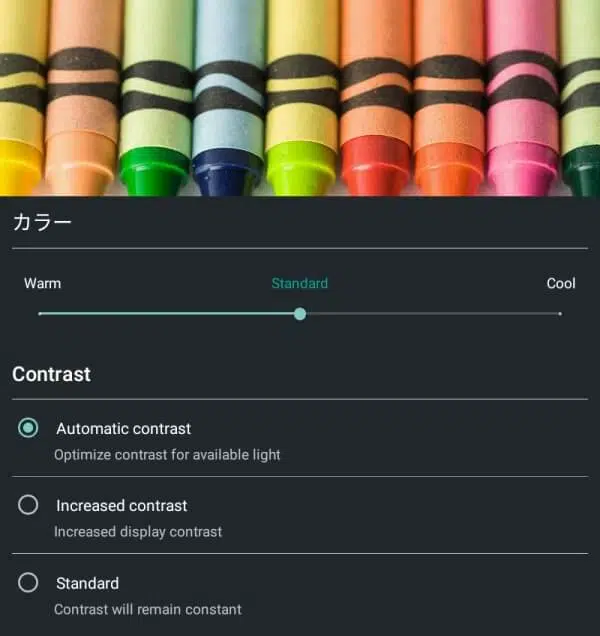 カラー
Warm Standard Cool
Contrast
Automatic contrast
Optimize contrast for available light
Increased contrast
Increased display contrast
Standard
Contrast will remain constant